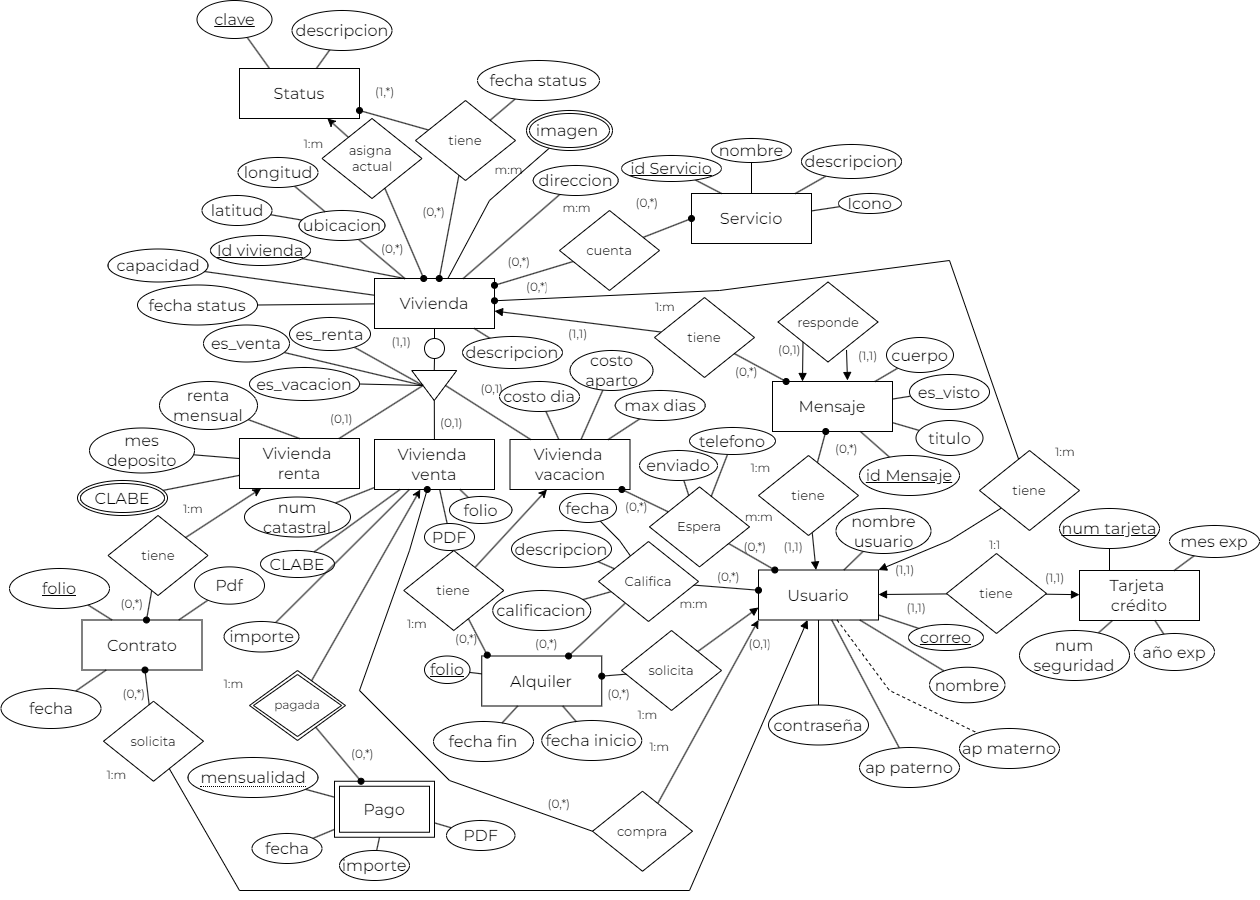 clave
descripcion
Status
(1,*)
fecha status
imagen
1:m
asigna
actual
tiene
m:m
longitud
direccion
id Servicio
nombre
descripcion
Icono
Servicio
latitud
ubicacion
(0,*)
m:m
(0,*)
cuenta
Id vivienda
(0,*)
(0,*)
capacidad
fecha status
Vivienda
(0,*)
1:m
tiene
responde
es_venta
es_renta
(1,1)
descripcion
(1,1)
(0,1)
(1,1)
cuerpo
es_vacacion
(0,1)
costo dia
costo
aparto
(0,*)
es_visto
renta
mensual
(0,1)
(0,1)
max dias
Mensaje
titulo
mes
deposito
Vivienda
renta
Vivienda
venta
Vivienda
vacacion
telefono
enviado
(0,*)
1:m
id Mensaje
1:m
tiene
CLABE
1:m
num
catastral
folio
PDF
fecha
(0,*)
Espera
m:m
tiene
nombre
usuario
num tarjeta
mes exp
tiene
CLABE
descripcion
(0,*)
(1,1)
1:1
(1,1)
(1,1)
folio
Pdf
(0,*)
tiene
1:m
calificacion
Califica
m:m
(0,*)
Usuario
(1,1)
tiene
Tarjeta
crédito
Contrato
importe
(0,*)
(0,*)
(0,1)
correo
num
seguridad
año exp
folio
Alquiler
solicita
(0,*)
1:m
nombre
fecha
(0,*)
1:m
pagada
solicita
1:m
fecha fin
fecha inicio
1:m
contraseña
ap materno
ap paterno
(0,*)
mensualidad
Pago
(0,*)
compra
fecha
importe
PDF